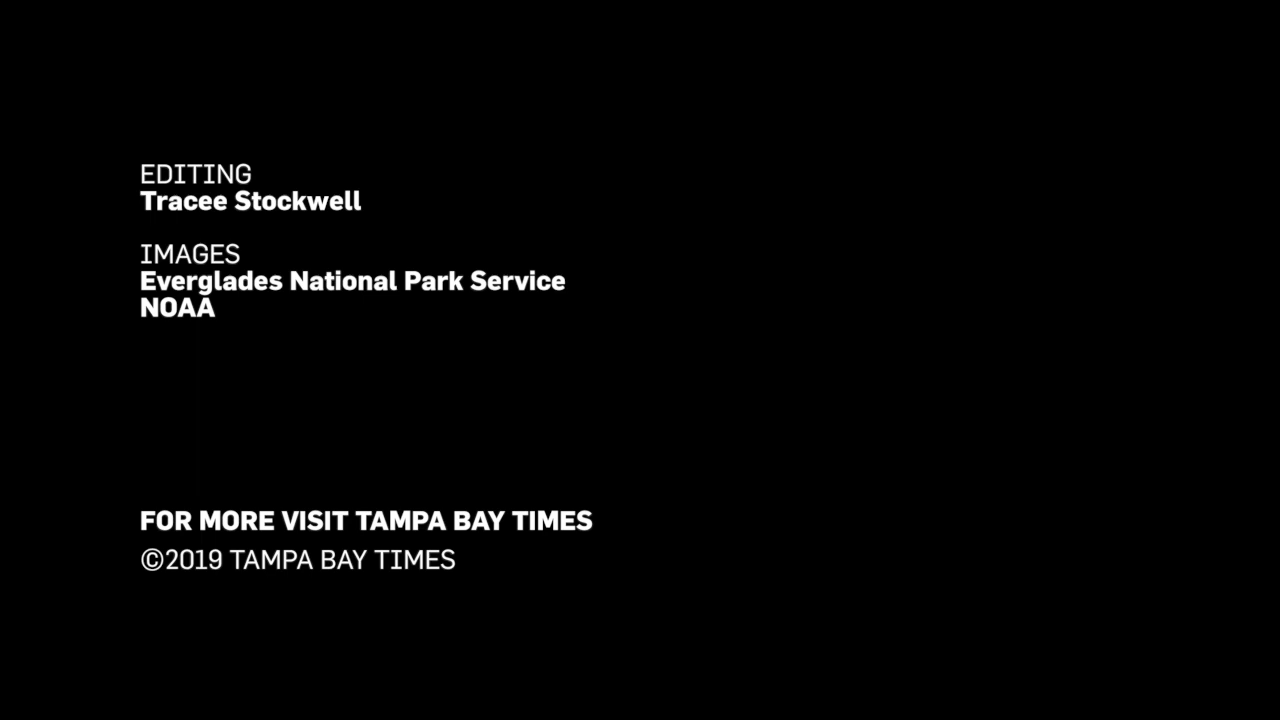 EDITING
Tracee Stockwell
IMAGES
Everglades National Park Service
NOAA
FOR MORE VISIT TAMPA BAY TIMES
©2019 TAMPA BAY TIMES